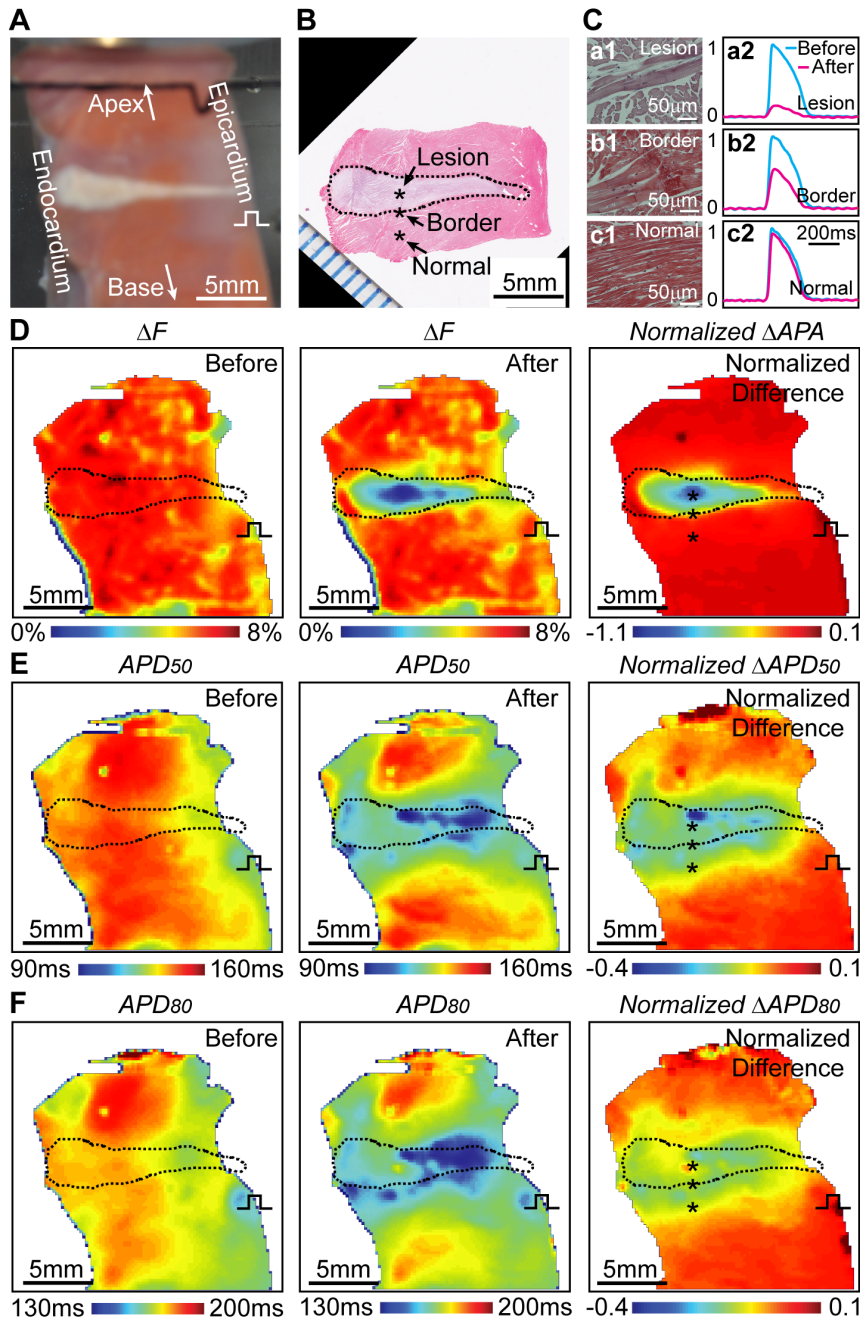 A
Apex
Epicardium
Endocardium
Base
5mm
B
Lesion
Border
Normal
5mm
C
a1 Lesion
50µm
1
0
a2 Before
After
Lesion
b1 Border
50µm
1
0
b2
Border
c1 Normal
50µm
1
0
c2 200ms
Normal
D
ΔF
Before
5mm
0% 8%
ΔF
After
5mm
0% 8%
Normalized ΔAPA
Normalized
Difference
-1.1 0.1
E
APD50
Before
5mm
90ms 160ms
APD50
After
5mm
90ms 160ms
Normalized ΔAPD50
Normalized
Difference
-0.4 0.1
F
APD80
Before
5mm
130ms 200ms
APD80
After
5mm
130ms 200ms
Normalized ΔAPD80
Normalized
Difference
-0.4 0.1